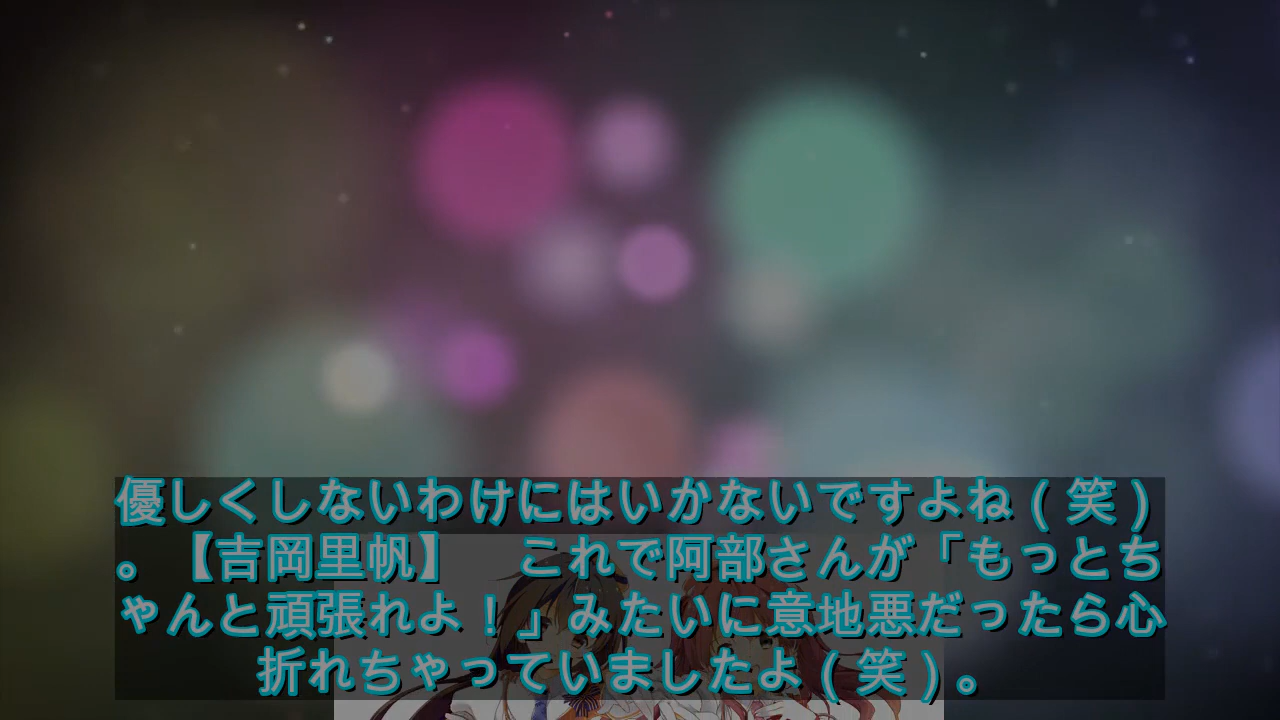 優しくしないわけにはいかないですよね(笑)
。【吉岡里帆】　これで阿部さんが「もっとち
ゃんと頑張れよ！」みたいに意地悪だったら心
折れちゃっていましたよ(笑)。